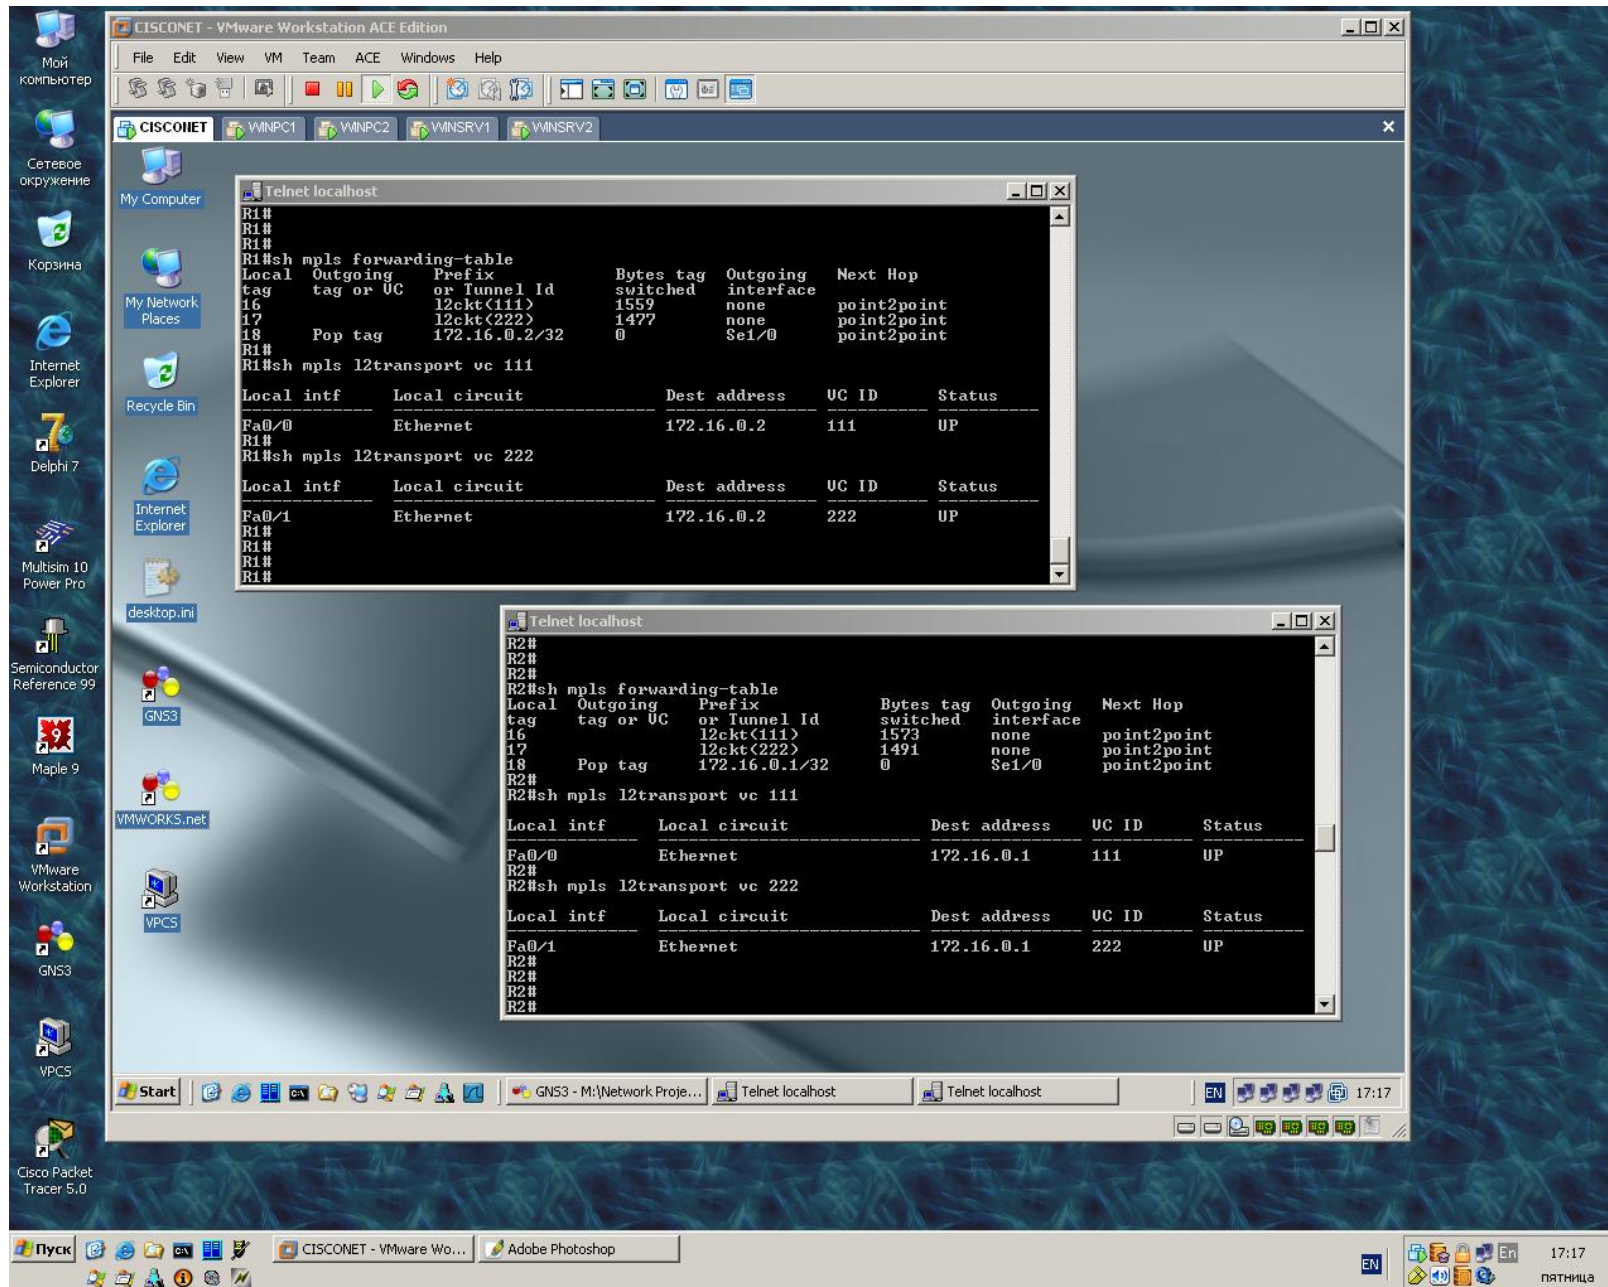 Мой компьютер
Сетевое окружение
Корзина
Internet Explorer
Delphi 7
Multisim 10 Power Pro
Semiconductor Reference 99
Maple 9
VMware Workstation
GNS3
VPCS
Cisco Packet Tracer 5.0
CISCONET - VMware Workstation ACE Edition
File Edit View VM Team ACE Windows Help
CISCONET WINPC1 WINPC2 WINSRV1 WINSRV2
My Computer
My Network Places
Recycle Bin
Internet Explorer
desktop.ini
GNS3
VMWORKS.net
VPCS
Telnet localhost
R1#
R1#
R1#
R1#sh mpls forwarding-table
Local Outgoing Prefix Bytes tag Outgoing Next Hop
tag tag or VC or Tunnel Id switched interface
16 l2ckt(111) 1559 none point2point
17 l2ckt(222) 1477 none point2point
18 Pop tag 172.16.0.2/32 0 Se1/0 point2point
R1#
R1#sh mpls l2transport vc 111
Local intf Local circuit Dest address VC ID Status
Fa0/0 Ethernet 172.16.0.2 111 UP
R1#
R1#sh mpls l2transport vc 222
Local intf Local circuit Dest address VC ID Status
Fa0/1 Ethernet 172.16.0.2 222 UP
R1#
R1#
R1#
R1#
Telnet localhost
R2#
R2#
R2#
R2#sh mpls forwarding-table
Local Outgoing Prefix Bytes tag Outgoing Next Hop
tag tag or VC or Tunnel Id switched interface
16 l2ckt(111) 1573 none point2point
17 l2ckt(222) 1491 none point2point
18 Pop tag 172.16.0.1/32 0 Se1/0 point2point
R2#
R2#sh mpls l2transport vc 111
Local intf Local circuit Dest address VC ID Status
Fa0/0 Ethernet 172.16.0.1 111 UP
R2#
R2#sh mpls l2transport vc 222
Local intf Local circuit Dest address VC ID Status
Fa0/1 Ethernet 172.16.0.1 222 UP
R2#
R2#
R2#
R2#
Start GNS3 - M:\Network Proje... Telnet localhost Telnet localhost EN 17:17
Пуск CISCONET - VMware Wo... Adobe Photoshop EN En 17:17
пятница